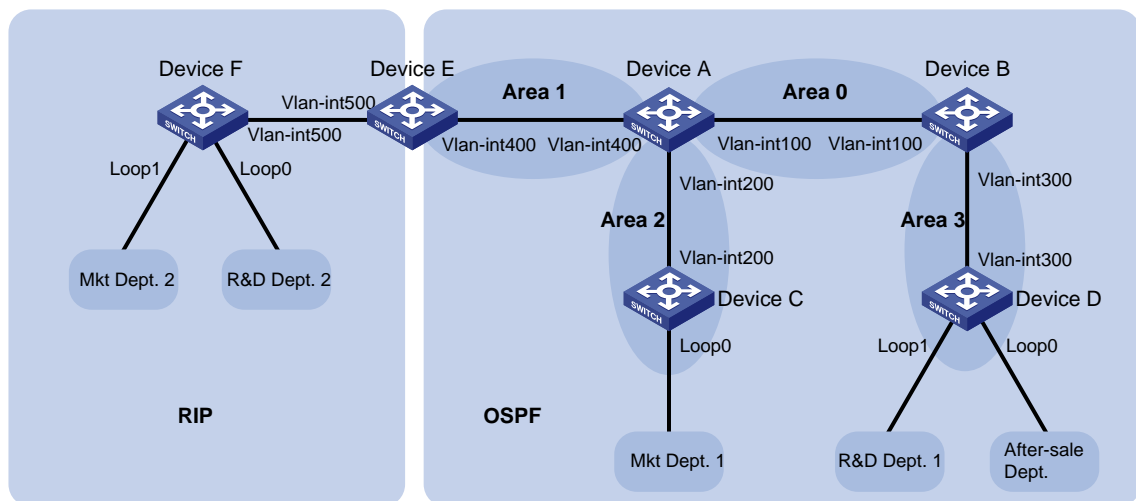 Device F
Device E
Device A
Device B
Area 1
Area 0
Vlan-int500
Vlan-int500
Vlan-int400
Vlan-int400
Vlan-int100
Vlan-int100
SWITCH
SWITCH
SWITCH
SWITCH
Loop1
Loop0
Vlan-int200
Vlan-int300
Area 2
Area 3
Vlan-int200
Vlan-int300
Mkt Dept. 2
R&D Dept. 2
SWITCH
Device C
SWITCH
Device D
Loop0
Loop1
Loop0
RIP
OSPF
Mkt Dept. 1
R&D Dept. 1
After-sale
Dept.